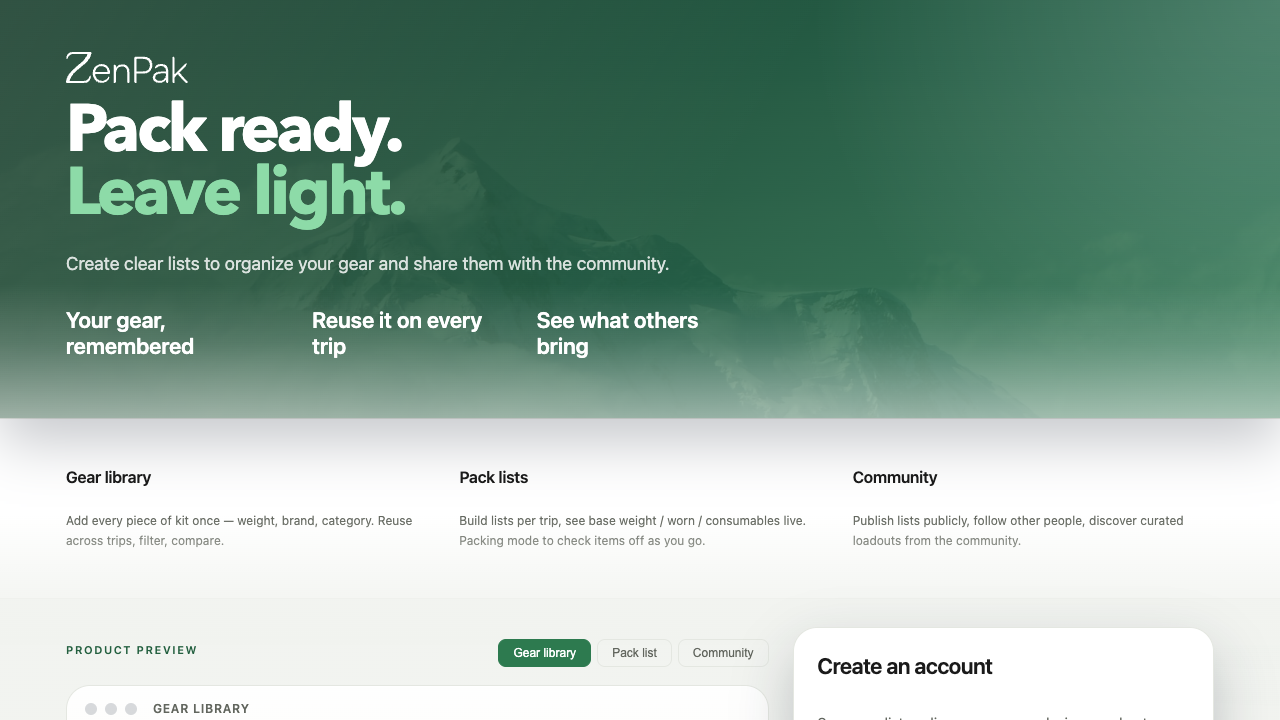 ZenPak
Pack ready.
Leave light.
Create clear lists to organize your gear and share them with the community.
Your gear,
remembered
Reuse it on every
trip
See what others
bring
Gear library
Add every piece of kit once — weight, brand, category. Reuse
across trips, filter, compare.
Pack lists
Build lists per trip, see base weight / worn / consumables live.
Packing mode to check items off as you go.
Community
Publish lists publicly, follow other people, discover curated
loadouts from the community.
PRODUCT PREVIEW
Gear library
Pack list
Community
GEAR LIBRARY
Create an account